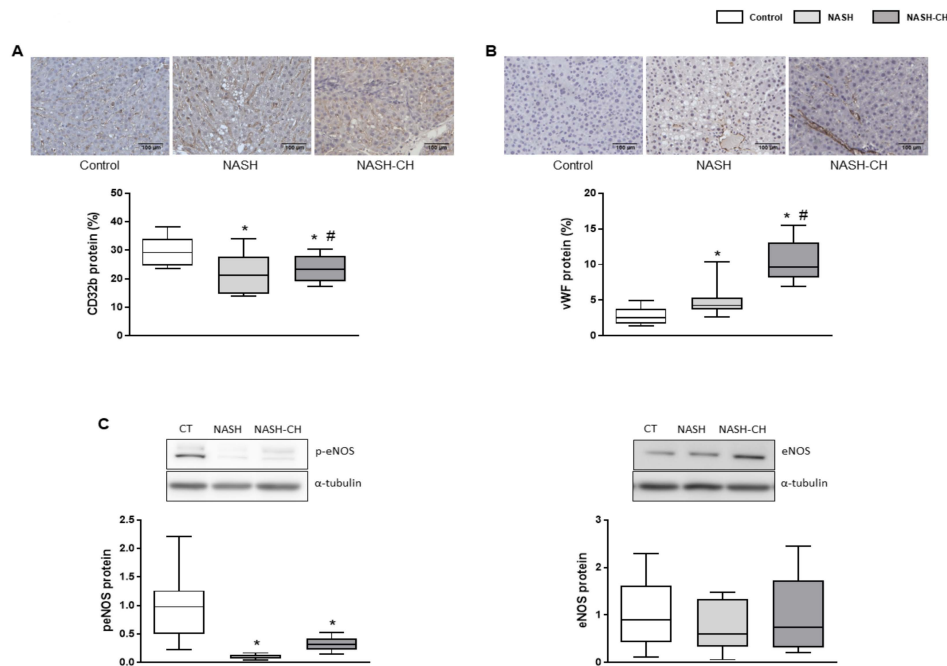 Control NASH NASH-CH
A B
100 µm 100 µm 100 µm 100 µm 100 µm 100 µm
Control NASH NASH-CH Control NASH NASH-CH
CD32b protein (%)
50
40
30
20
10
0
* * #
vWF protein (%)
20
15
10
5
0
* * #
C
CT NASH NASH-CH
p-eNOS
α-tubulin
peNOS protein
2.5
2.0
1.5
1.0
0.5
0.0
* *
CT NASH NASH-CH
eNOS
α-tubulin
eNOS protein
3
2
1
0